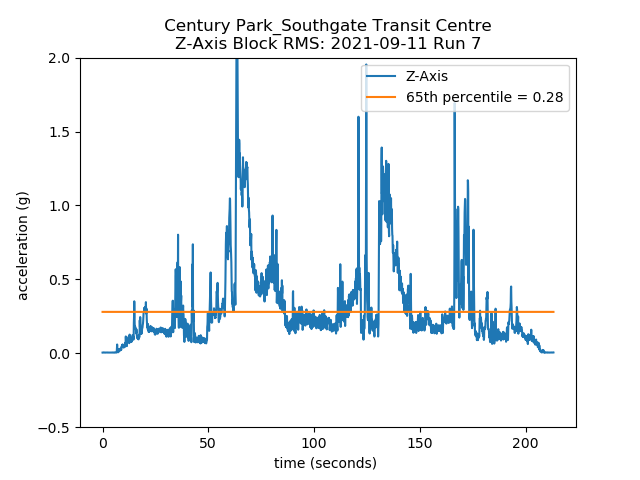 Century Park_Southgate Transit Centre
Z-Axis Block RMS: 2021-09-11 Run 7
Z-Axis
65th percentile = 0.28
2.0
1.5
1.0
0.5
0.0
−0.5
acceleration (g)
0 50 100 150 200
time (seconds)